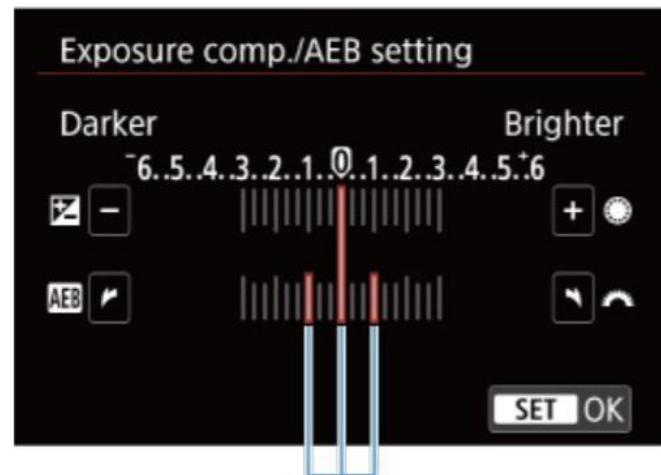 Exposure comp./AEB setting
Darker Brighter
-6..5..4..3..2..1..0..1..2..3..4..5..+6
− +
AEB
SET OK